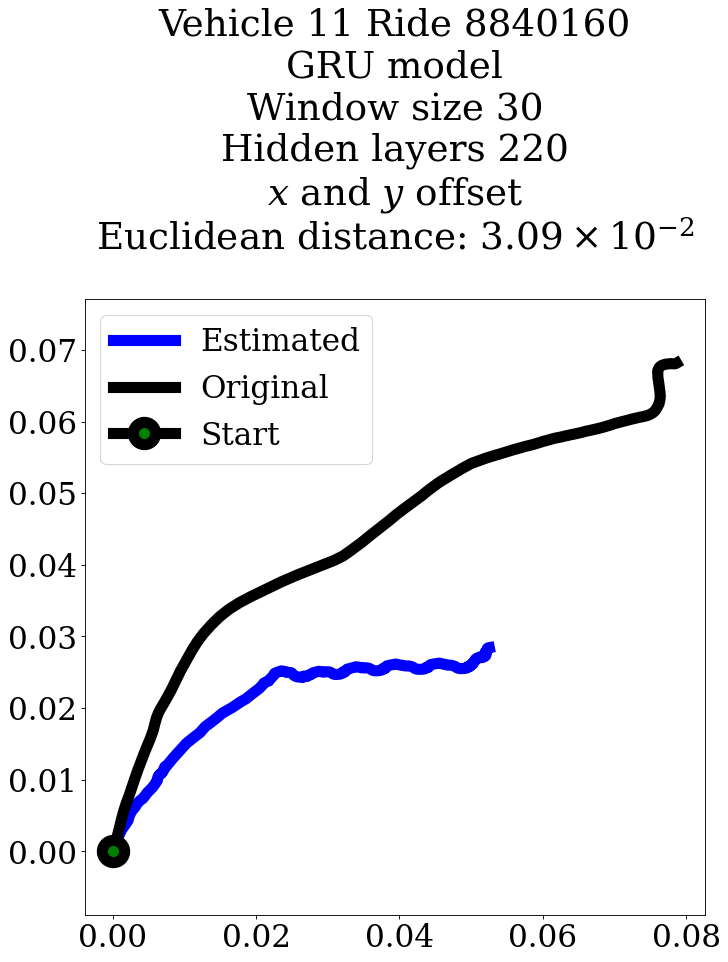 Vehicle 11 Ride 8840160
GRU model
Window size 30
Hidden layers 220
x and y offset
Euclidean distance: 3.09 × 10⁻²
Estimated
Original
Start
0.07
0.06
0.05
0.04
0.03
0.02
0.01
0.00
0.00 0.02 0.04 0.06 0.08